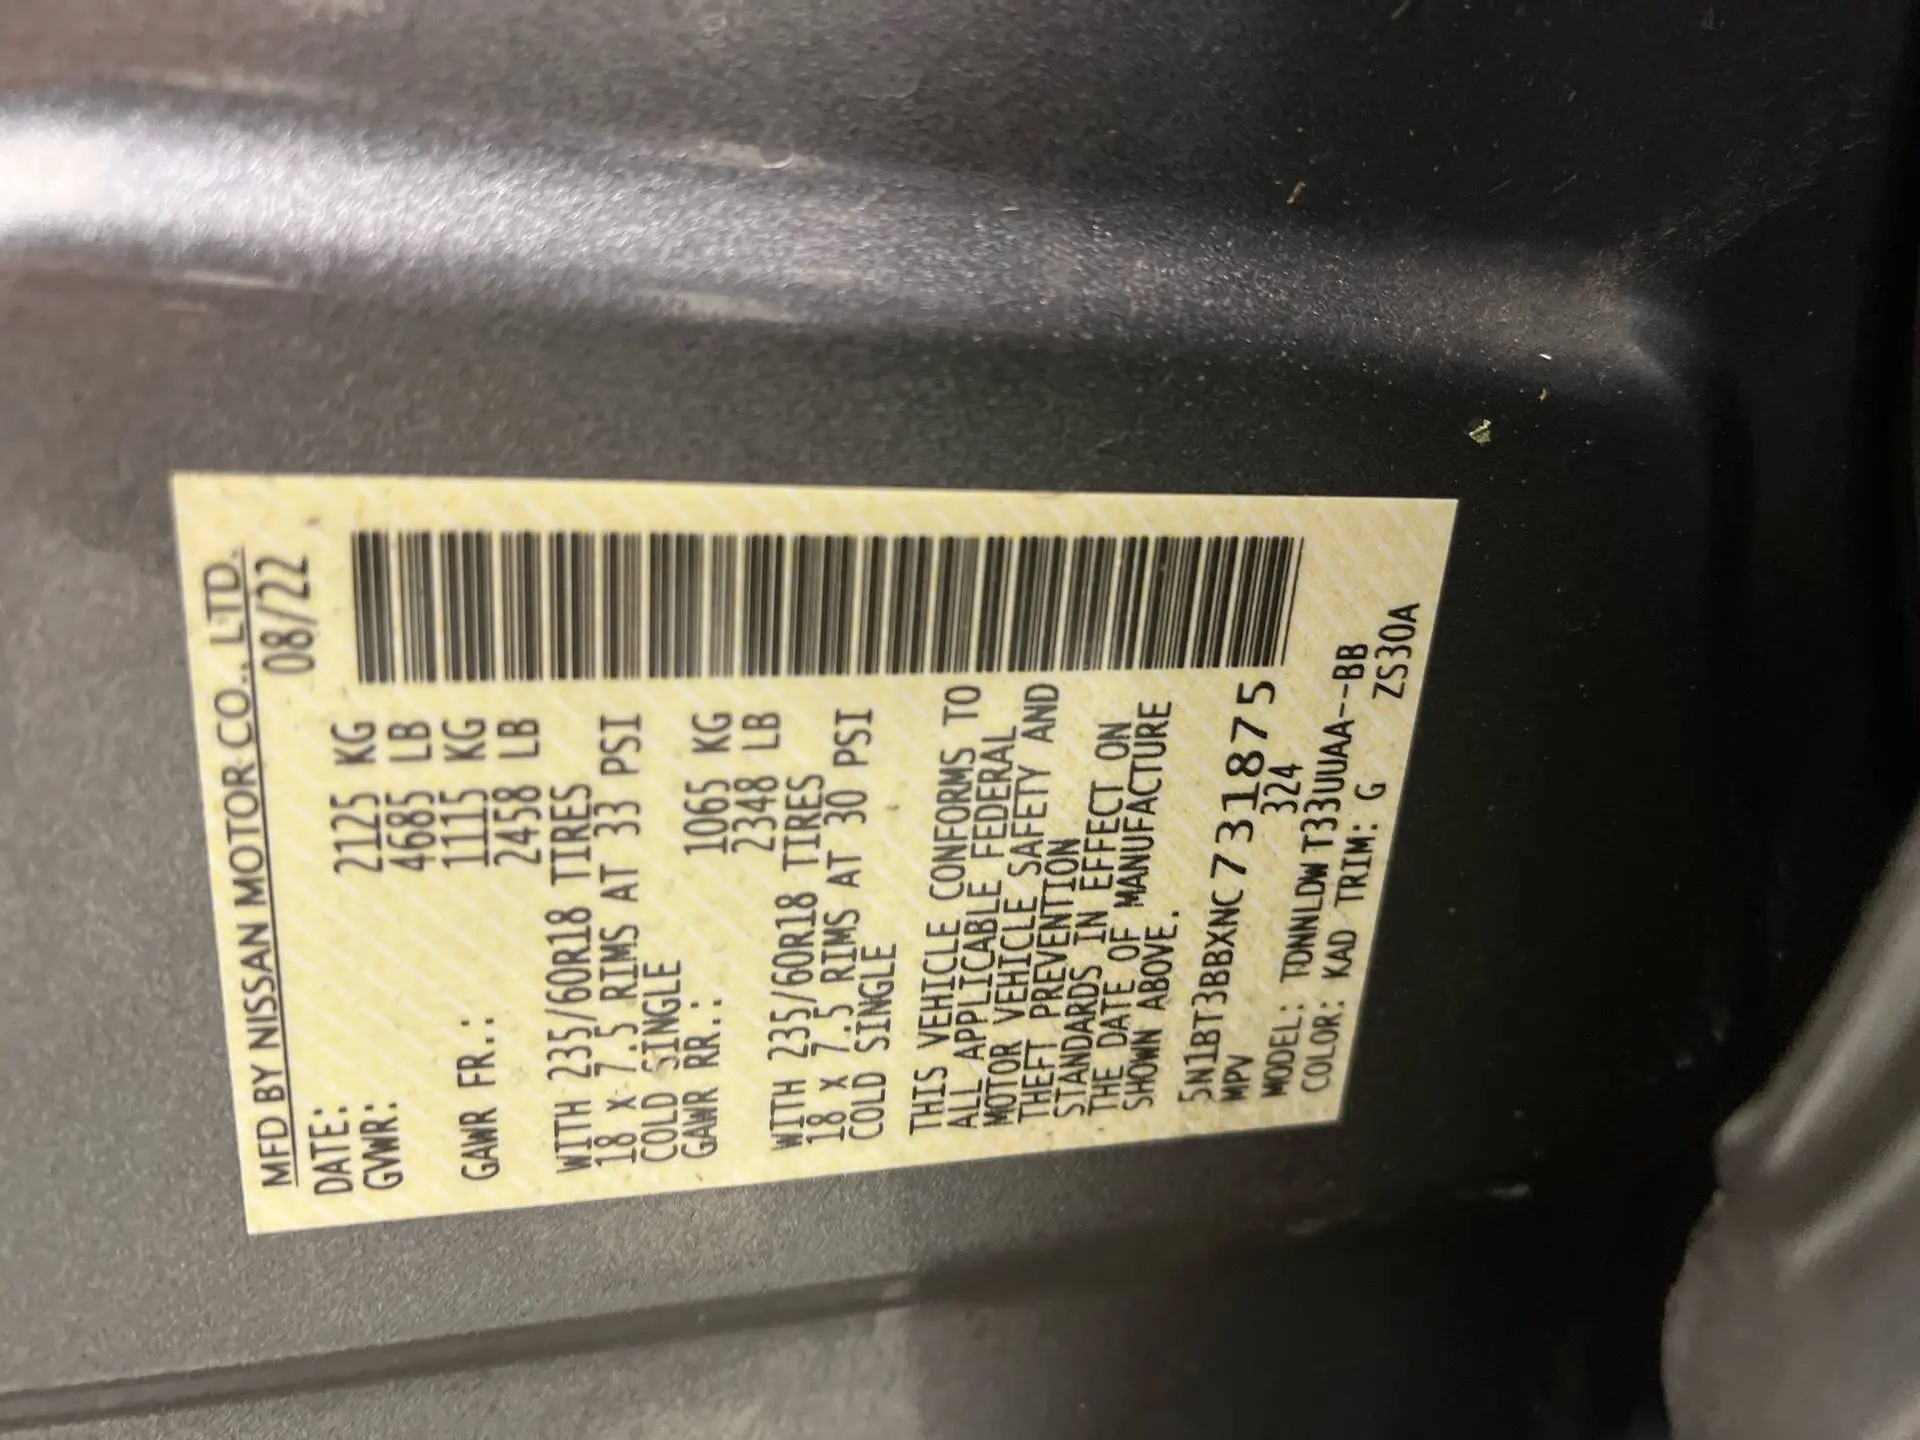 MFD BY NISSAN MOTOR CO., LTD.
DATE: 08/22
GVWR: 2125 KG
4685 LB
GAWR FR.: 1115 KG
2458 LB
WITH 235/60R18 TIRES
18 X 7.5 RIMS AT 33 PSI
COLD SINGLE
GAWR RR.: 1065 KG
2348 LB
WITH 235/60R18 TIRES
18 X 7.5 RIMS AT 30 PSI
COLD SINGLE
THIS VEHICLE CONFORMS TO
ALL APPLICABLE FEDERAL
MOTOR VEHICLE SAFETY AND
THEFT PREVENTION
STANDARDS IN EFFECT ON
THE DATE OF MANUFACTURE
SHOWN ABOVE.
5N1BT3BBXNC731875
MPV 324
MODEL: TDNNLDW T33UUAA--BB
COLOR: KAD TRIM: G ZS30A